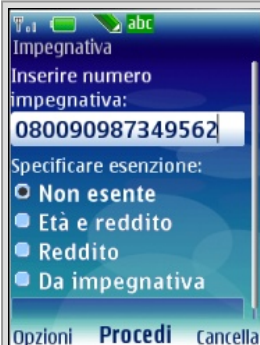 abc
Impegnativa
Inserire numero
impegnativa:
080090987349562
Specificare esenzione:
Non esente
Età e reddito
Reddito
Da impegnativa
Opzioni Procedi Cancella